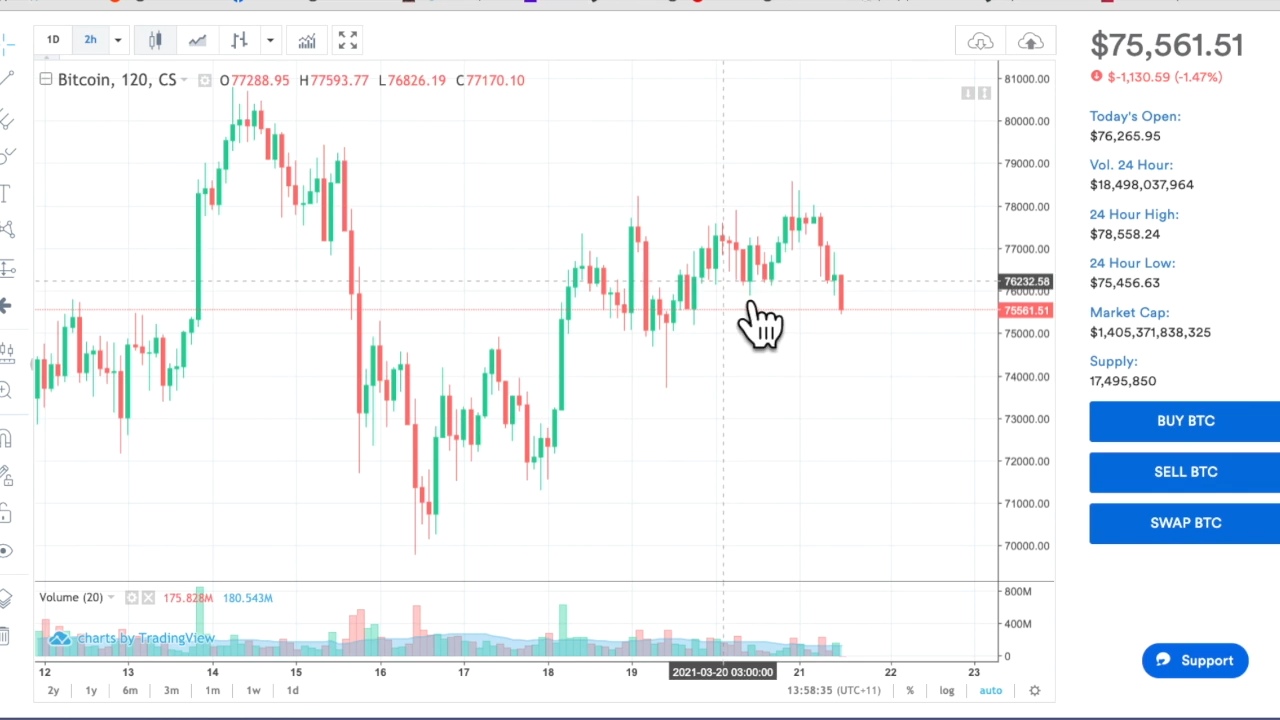 1D 2h
Bitcoin, 120, CS O77288.95 H77593.77 L76826.19 C77170.10
81000.00
80000.00
79000.00
78000.00
77000.00
76232.58
76000.00
75561.51
75000.00
74000.00
73000.00
72000.00
71000.00
70000.00
Volume (20) 175.828M 180.543M
800M
400M
0
charts by TradingView
12 13 14 15 16 17 18 19 2021-03-20 03:00:00 21 22 23
2y 1y 6m 3m 1m 1w 1d 13:58:35 (UTC+11) % log auto
$75,561.51
$-1,130.59 (-1.47%)
Today's Open:
$76,265.95
Vol. 24 Hour:
$18,498,037,964
24 Hour High:
$78,558.24
24 Hour Low:
$75,456.63
Market Cap:
$1,405,371,838,325
Supply:
17,495,850
BUY BTC
SELL BTC
SWAP BTC
Support